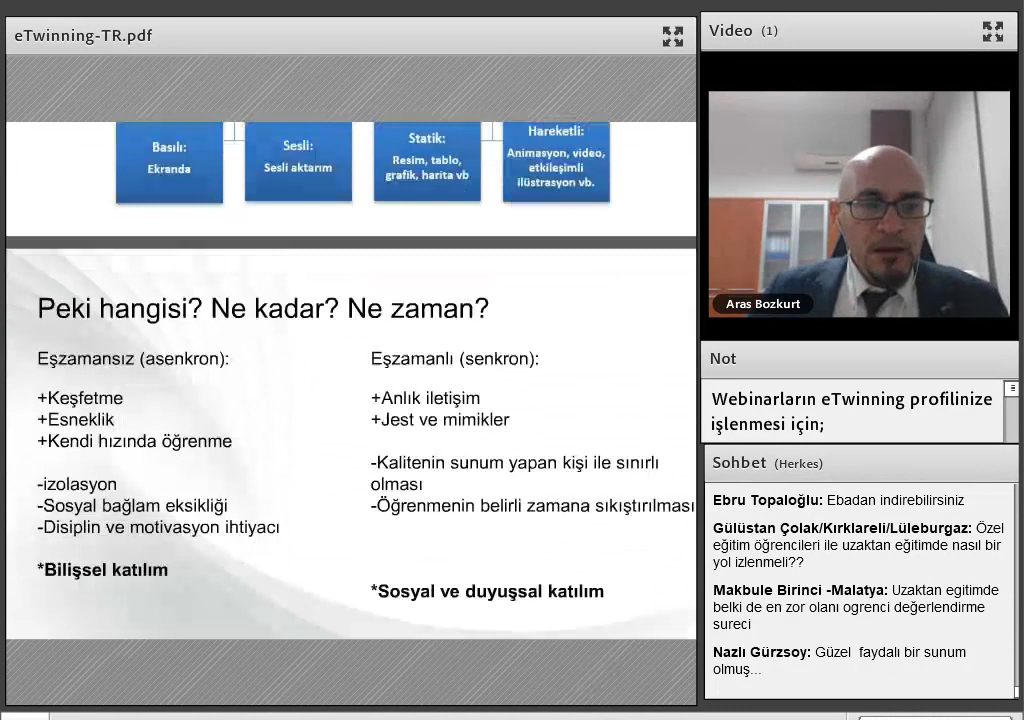 eTwinning-TR.pdf
Basılı:
Ekranda
Sesli:
Sesli aktarım
Statik:
Resim, tablo,
grafik, harita vb
Hareketli:
Animasyon, video,
etkileşimli
ilüstrasyon vb.
Peki hangisi? Ne kadar? Ne zaman?
Eşzamansız (asenkron):
+Keşfetme
+Esneklik
+Kendi hızında öğrenme
-izolasyon
-Sosyal bağlam eksikliği
-Disiplin ve motivasyon ihtiyacı
*Bilişsel katılım
Eşzamanlı (senkron):
+Anlık iletişim
+Jest ve mimikler
-Kalitenin sunum yapan kişi ile sınırlı
olması
-Öğrenmenin belirli zamana sıkıştırılması
*Sosyal ve duyuşsal katılım
Video (1)
Aras Bozkurt
Not
Webinarların eTwinning profilinize
işlenmesi için;
Sohbet (Herkes)
Ebru Topaloğlu: Ebadan indirebilirsiniz
Gülüstan Çolak/Kırklareli/Lüleburgaz: Özel
eğitim öğrencileri ile uzaktan eğitimde nasıl bir
yol izlenmeli??
Makbule Birinci -Malatya: Uzaktan egitimde
belki de en zor olanı ogrenci değerlendirme
sureci
Nazlı Gürzsoy: Güzel faydalı bir sunum
olmuş...